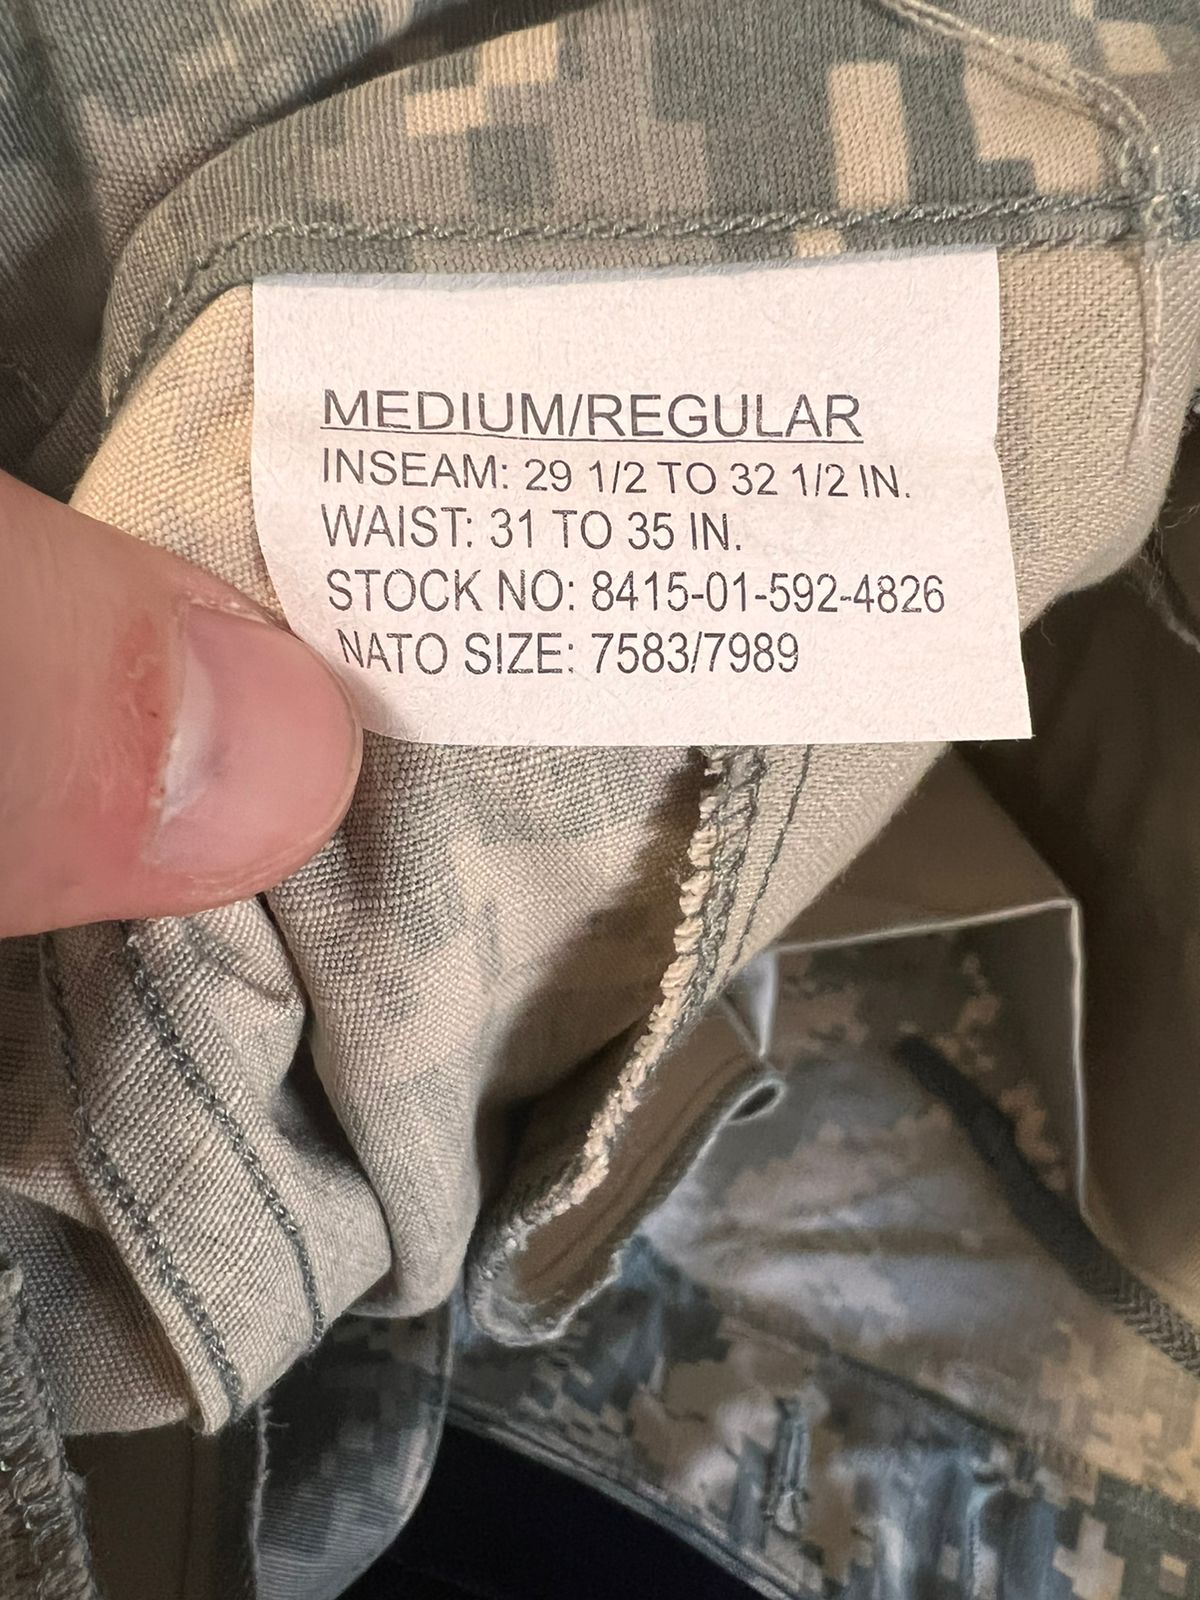 MEDIUM/REGULAR
INSEAM: 29 1/2 TO 32 1/2 IN.
WAIST: 31 TO 35 IN.
STOCK NO: 8415-01-592-4826
NATO SIZE: 7583/7989